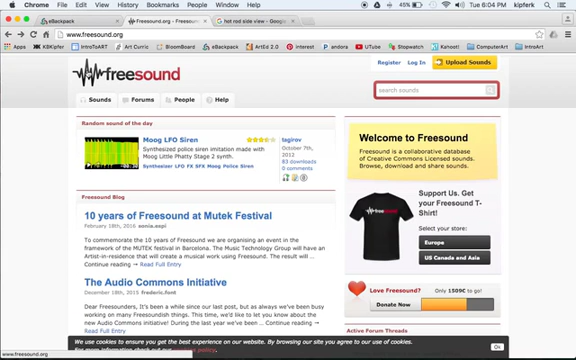 Chrome File Edit View History Bookmarks People Window Help
45% Tue 6:04 PM kipferk
eBackpack
Freesound.org - Freesoun
hot rod side view - Google
www.freesound.org
IntroToART Art Curric BloomBoard eBackpack ArtEd 2.0 IFTTT Pandora UTube Infinite Stopwatch Kahoot! ComputerArt IntroArt
freesound
Register Log In Upload Sounds
search sounds
Sounds Forums People Help
Random sound of the day
Moog LFO Siren
Synthesized police siren imitation made with
Moog Little Phatty Stage 2 synth.
Synthesizer LFO FX SFX Moog Police Siren
tagirov
October 7th,
2012
83 downloads
0 comments
Freesound Blog
10 years of Freesound at Mutek Festival
February 18th, 2016
To commemorate the 10 years of Freesound we are organising an event in the
framework of the MUTEK festival in Barcelona. The Music Technology Group and
Artist-in-residence that will creating a musical work using Freesound. The
result will ...
Continue reading → Read Full Entry
The Audio Commons Initiative
December 18th, 2015 frederic.font
Dear Freesounders, It's been a while since our last post, but as always we've been busy
working on many Freesoundish things. This year, we'd like to let you know about the
new Audio Commons initiative! During the last year we've been ...
Continue reading → Read Full Entry
Welcome to Freesound
Freesound is a collaborative database
of Creative Commons Licensed sounds.
Browse, download and share sounds.
Support Us. Get
your Freesound T-
Shirt!
Select your store:
Europe
US Canada and Asia
Love Freesound? Only 1509€ to go!
Donate Now
Active Forum Threads
We use cookies to ensure you get the best experience on our website. By browsing our site you agree to our use of cookies.
Ok
www.freesound.org